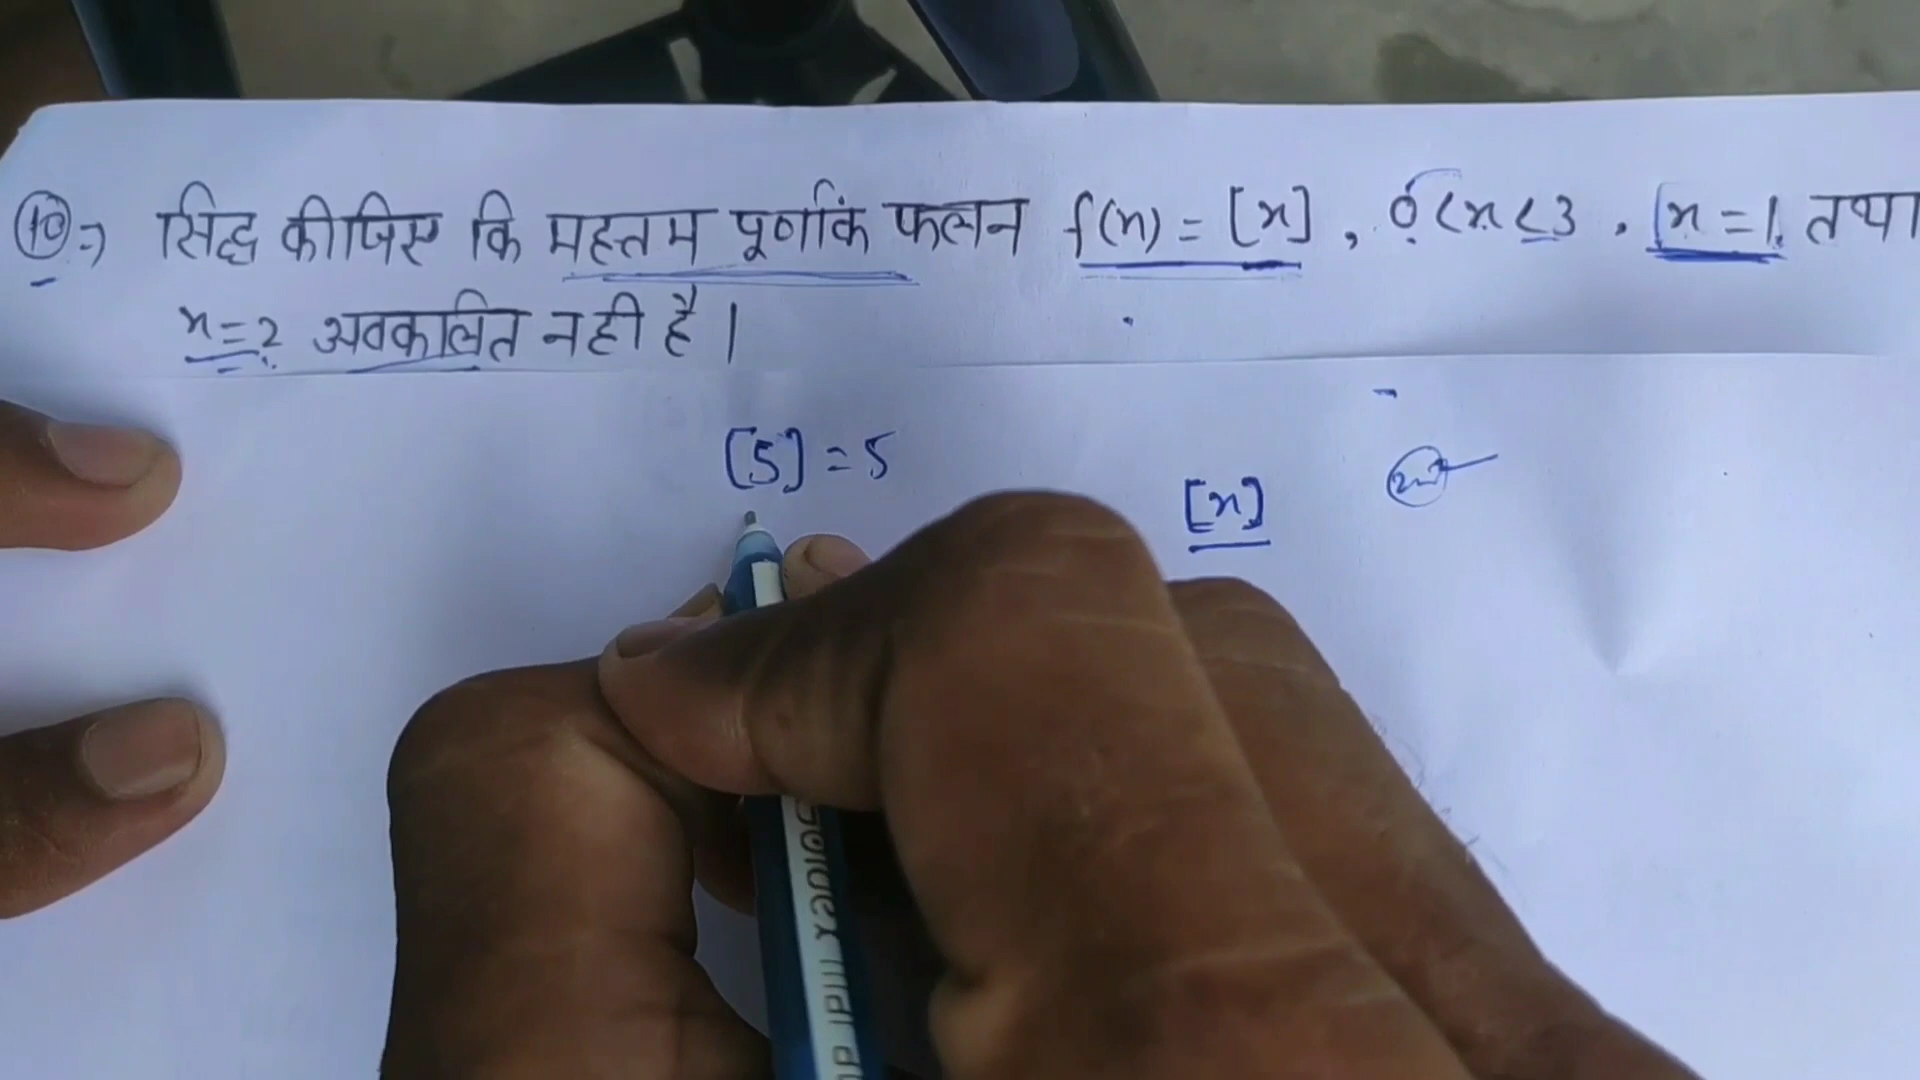 ⑩⇒ सिद्ध कीजिए कि महत्तम पूर्णांक फलन f(x) = [x], 0<x<3, x=1 तथा
x=2 अवकलित नही है।
[5] = 5
[x]